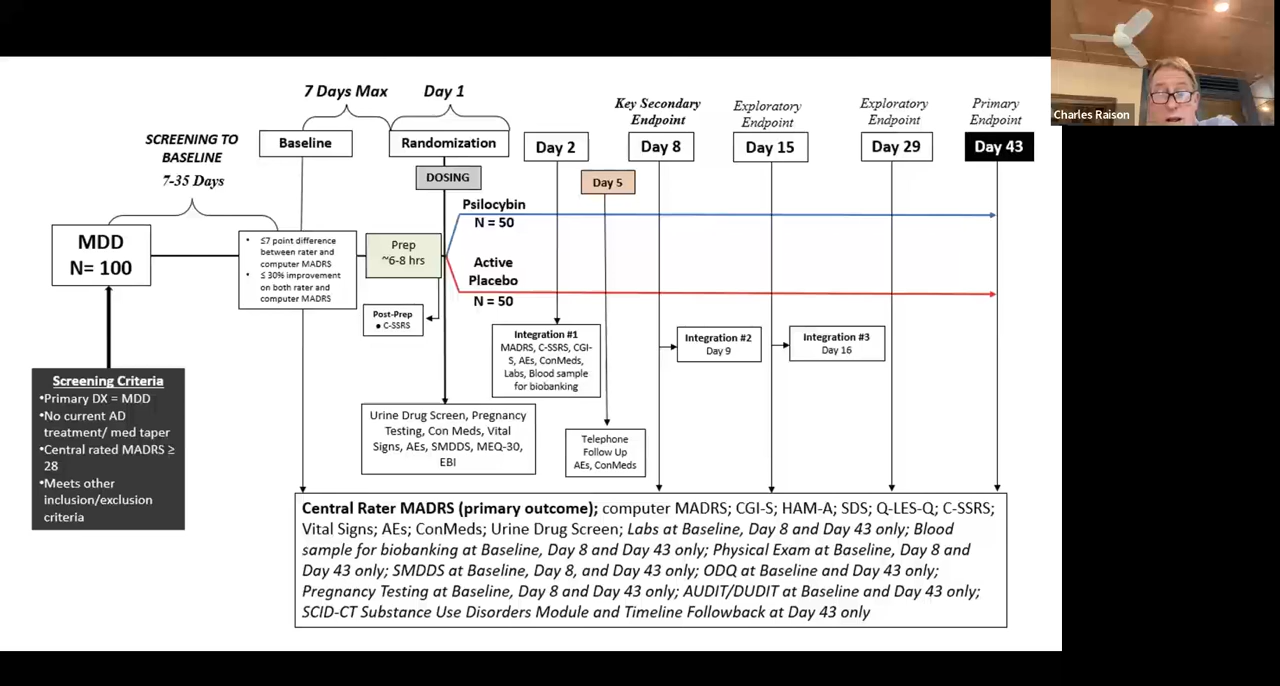 Charles Raison
7 Days Max
Day 1
Key Secondary
Endpoint
Exploratory
Endpoint
Exploratory
Endpoint
Primary
Endpoint
SCREENING TO
BASELINE
7-35 Days
Baseline
Randomization
Day 2
Day 8
Day 15
Day 29
Day 43
DOSING
Day 5
MDD
N= 100
• ≤7 point difference
between rater and
computer MADRS
• ≤ 30% improvement
on both rater and
computer MADRS
Prep
~6-8 hrs
Psilocybin
N = 50
Active
Placebo
N = 50
Post-Prep
● C-SSRS
Integration #1
MADRS, C-SSRS, CGI-
S, AEs, ConMeds,
Labs, Blood sample
for biobanking
Integration #2
Day 9
Integration #3
Day 16
Screening Criteria
•Primary DX = MDD
•No current AD
treatment/ med taper
•Central rated MADRS ≥
28
•Meets other
inclusion/exclusion
criteria
Urine Drug Screen, Pregnancy
Testing, Con Meds, Vital
Signs, AEs, SMDDS, MEQ-30,
EBI
Telephone
Follow Up
AEs, ConMeds
Central Rater MADRS (primary outcome); computer MADRS; CGI-S; HAM-A; SDS; Q-LES-Q; C-SSRS;
Vital Signs; AEs; ConMeds; Urine Drug Screen; Labs at Baseline, Day 8 and Day 43 only; Blood
sample for biobanking at Baseline, Day 8 and Day 43 only; Physical Exam at Baseline, Day 8 and
Day 43 only; SMDDS at Baseline, Day 8, and Day 43 only; ODQ at Baseline and Day 43 only;
Pregnancy Testing at Baseline, Day 8 and Day 43 only; AUDIT/DUDIT at Baseline and Day 43 only;
SCID-CT Substance Use Disorders Module and Timeline Followback at Day 43 only